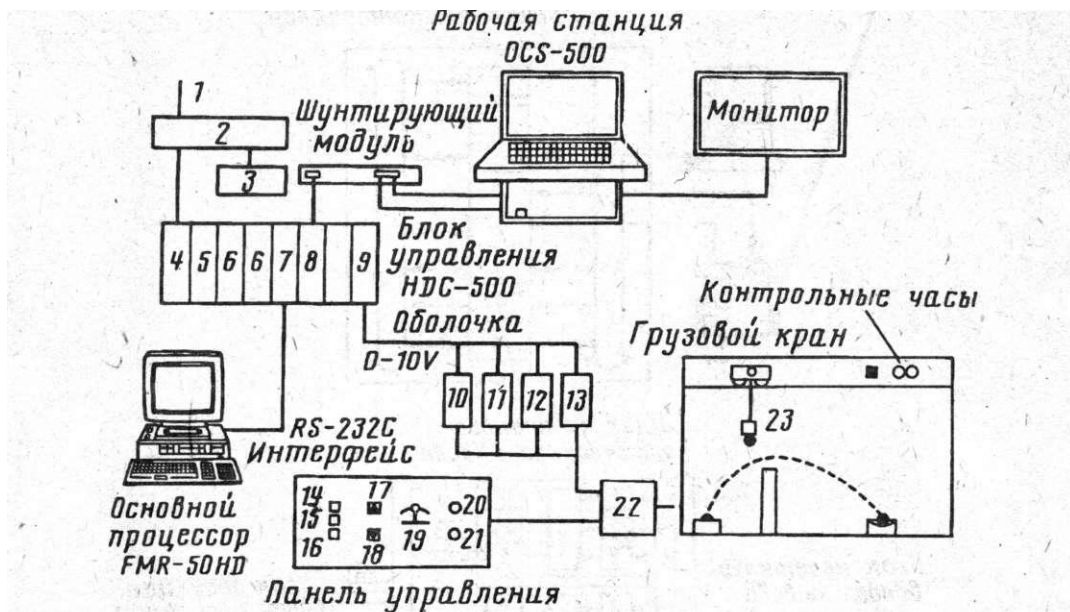 Рабочая станция
OCS-500
1
2
3
Шунтирующий
модуль
Монитор
4 5 6 6 7 8 9
Блок
управления
HDC-500
Контрольные часы
Грузовой кран
Оболочка
0-10V
10 11 12 13
23
RS-232C
Интерфейс
Основной
процессор
FMR-50HD
14
15
16
17
18
19
20
21
22
Панель управления